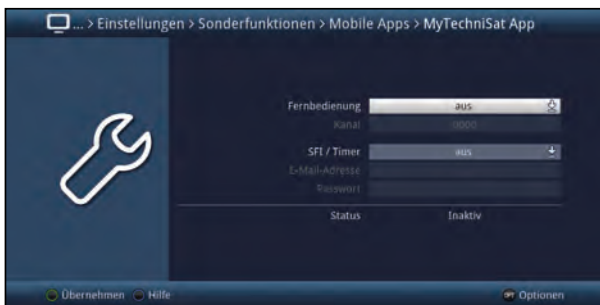 ... > Einstellungen > Sonderfunktionen > Mobile Apps > MyTechniSat App
Fernbedienung aus
Kanal 0000
SFI / Timer aus
E-Mail-Adresse
Passwort
Status Inaktiv
Übernehmen Hilfe OPT Optionen